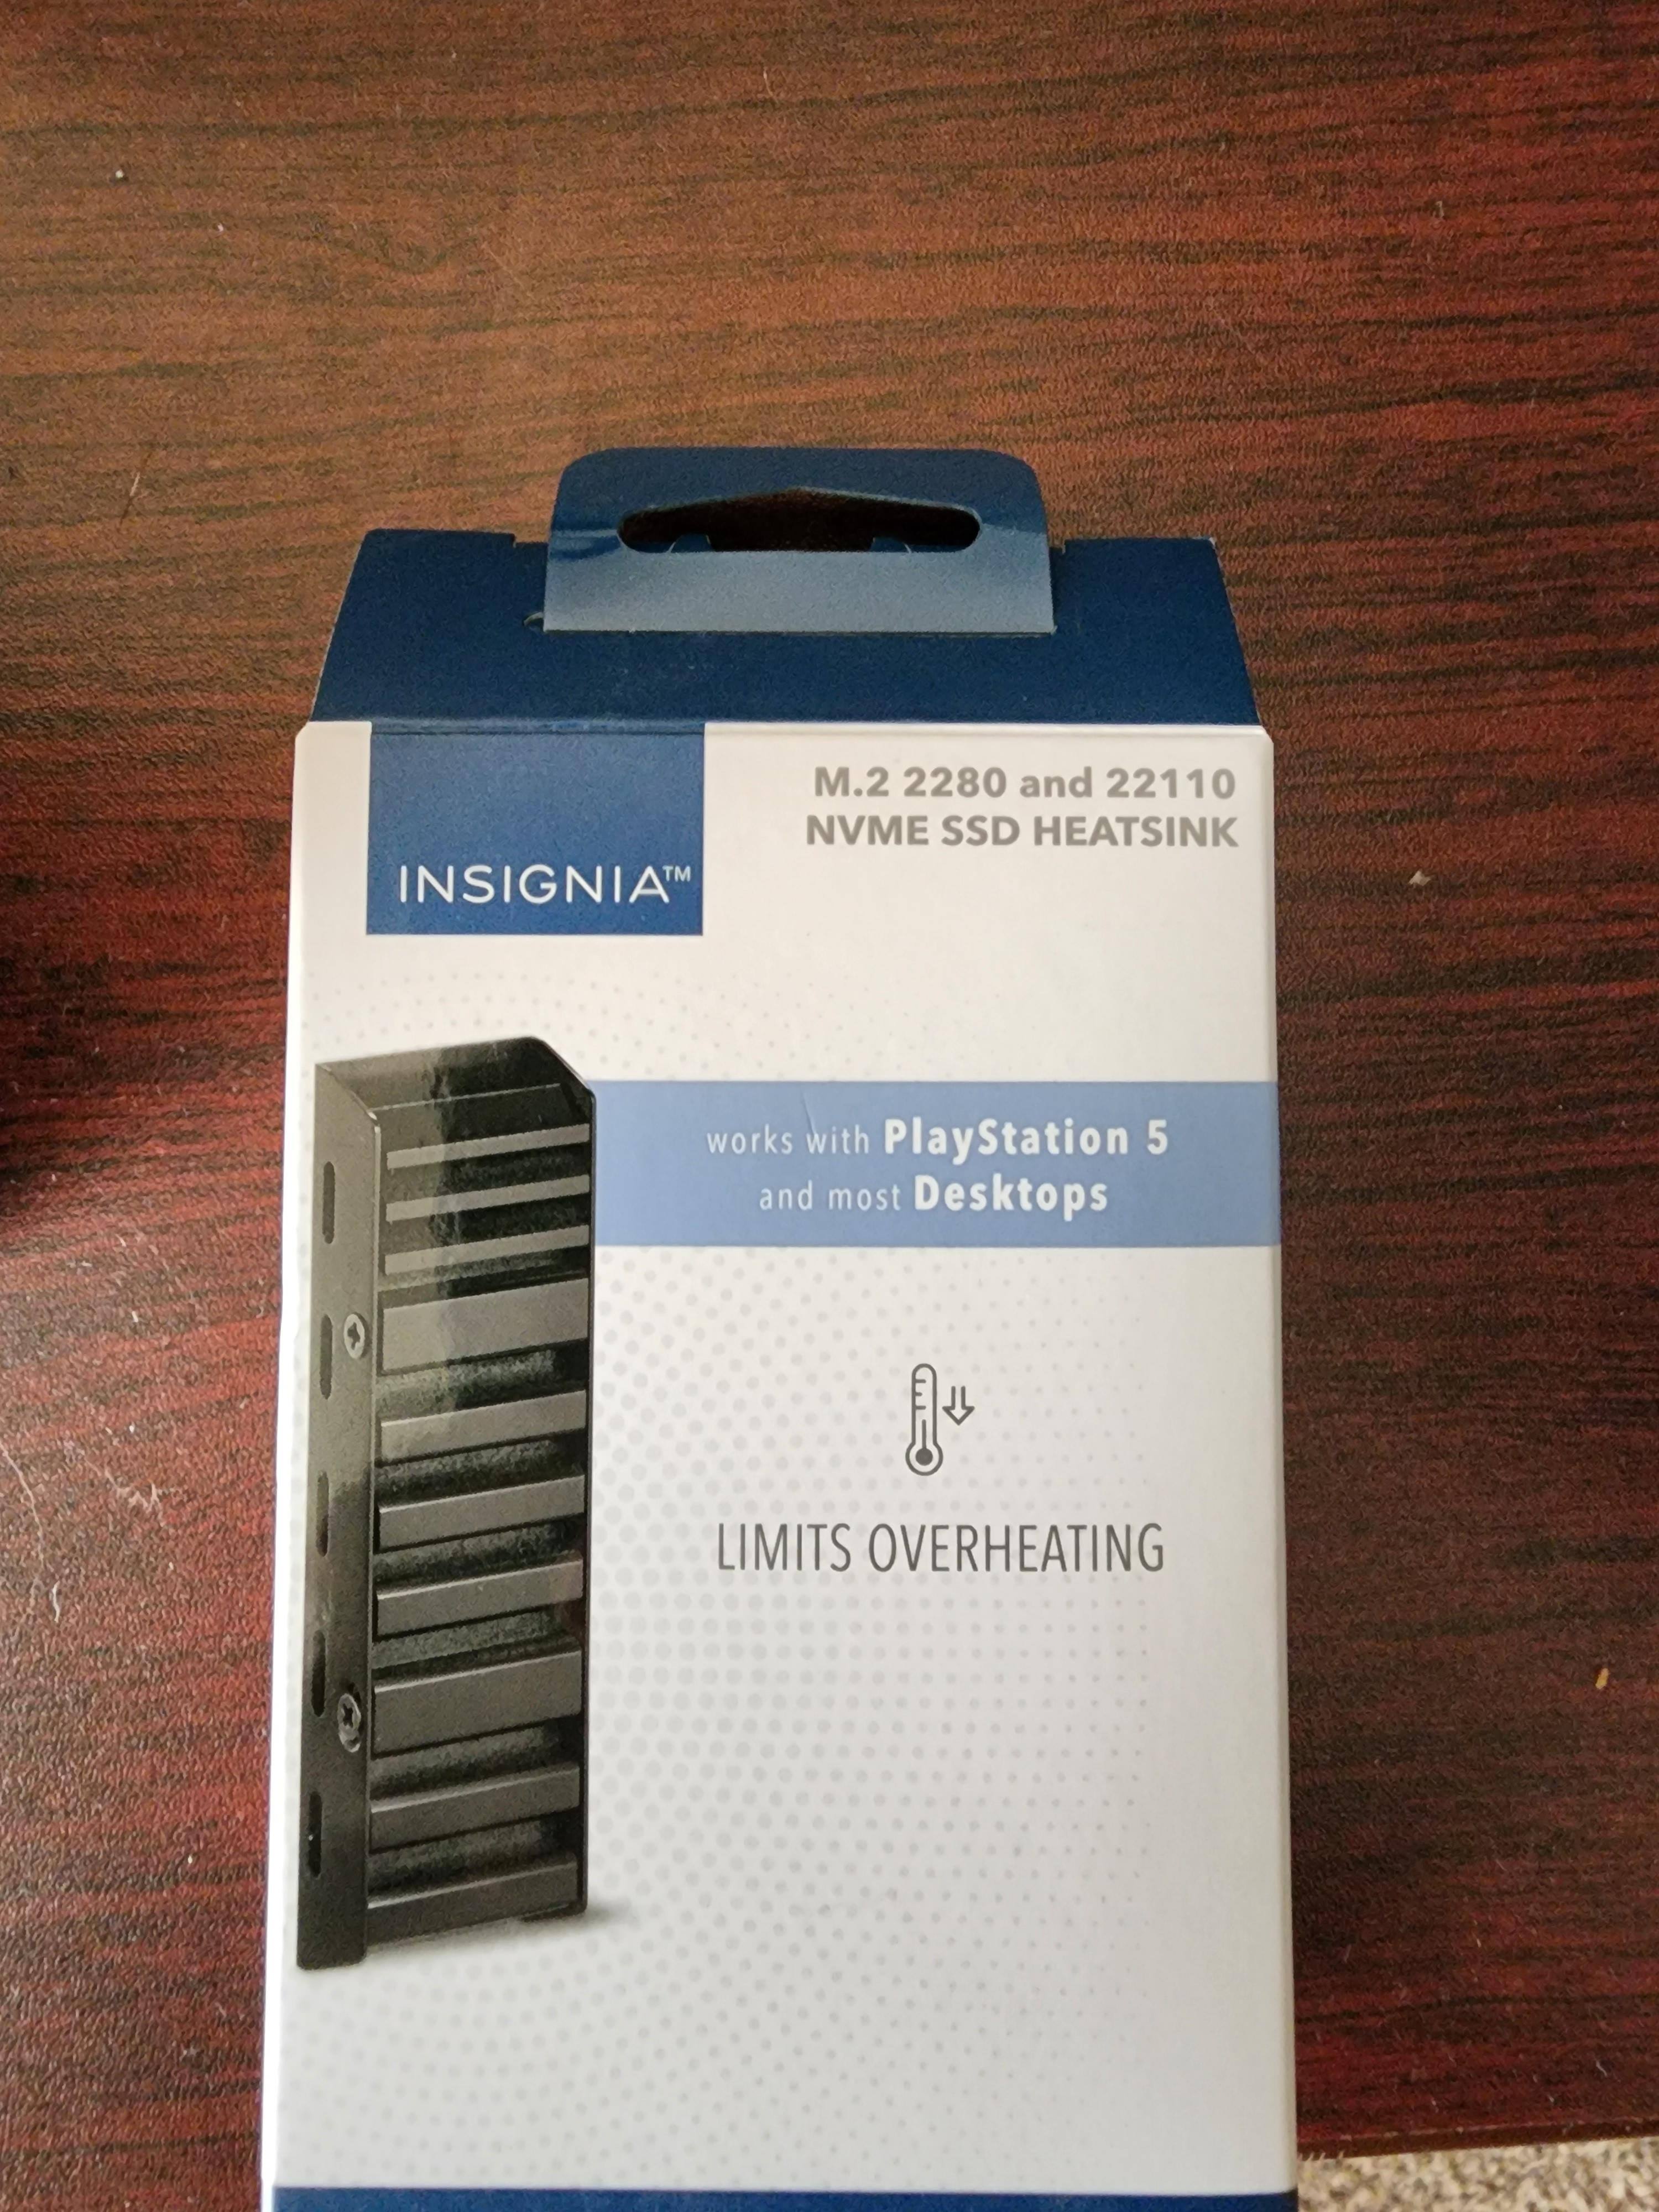 INSIGNIA™
M.2 2280 and 22110
NVME SSD HEATSINK
works with PlayStation 5
and most Desktops
LIMITS OVERHEATING